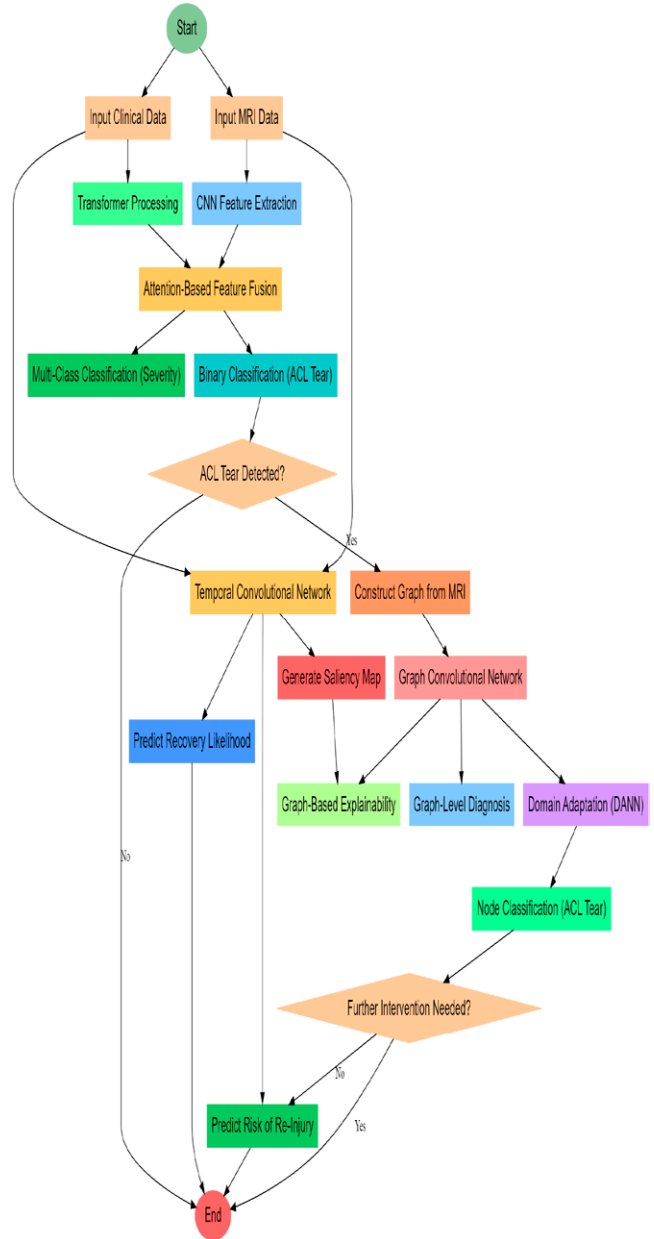 Start
Input Clinical Data
Input MRI Data
Transformer Processing
CNN Feature Extraction
Attention-Based Feature Fusion
Multi-Class Classification (Severity)
Binary Classification (ACL Tear)
ACL Tear Detected?
Yes
Temporal Convolutional Network
Construct Graph from MRI
Generate Saliency Map
Graph Convolutional Network
Predict Recovery Likelihood
Graph-Based Explainability
Graph-Level Diagnosis
Domain Adaptation (DANN)
No
Node Classification (ACL Tear)
Further Intervention Needed?
No
Predict Risk of Re-Injury
Yes
End